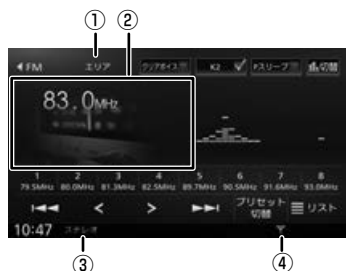 ① ②
◀FM エリア クリアボイス K2 Pスリープ 切替
83.0MHz
1 2 3 4 5 6 7 8
79.5MHz 80.0MHz 81.3MHz 82.5MHz 89.7MHz 90.5MHz 91.6MHz 93.0MHz
プリセット
切替 リスト
10:47 ステレオ
③ ④